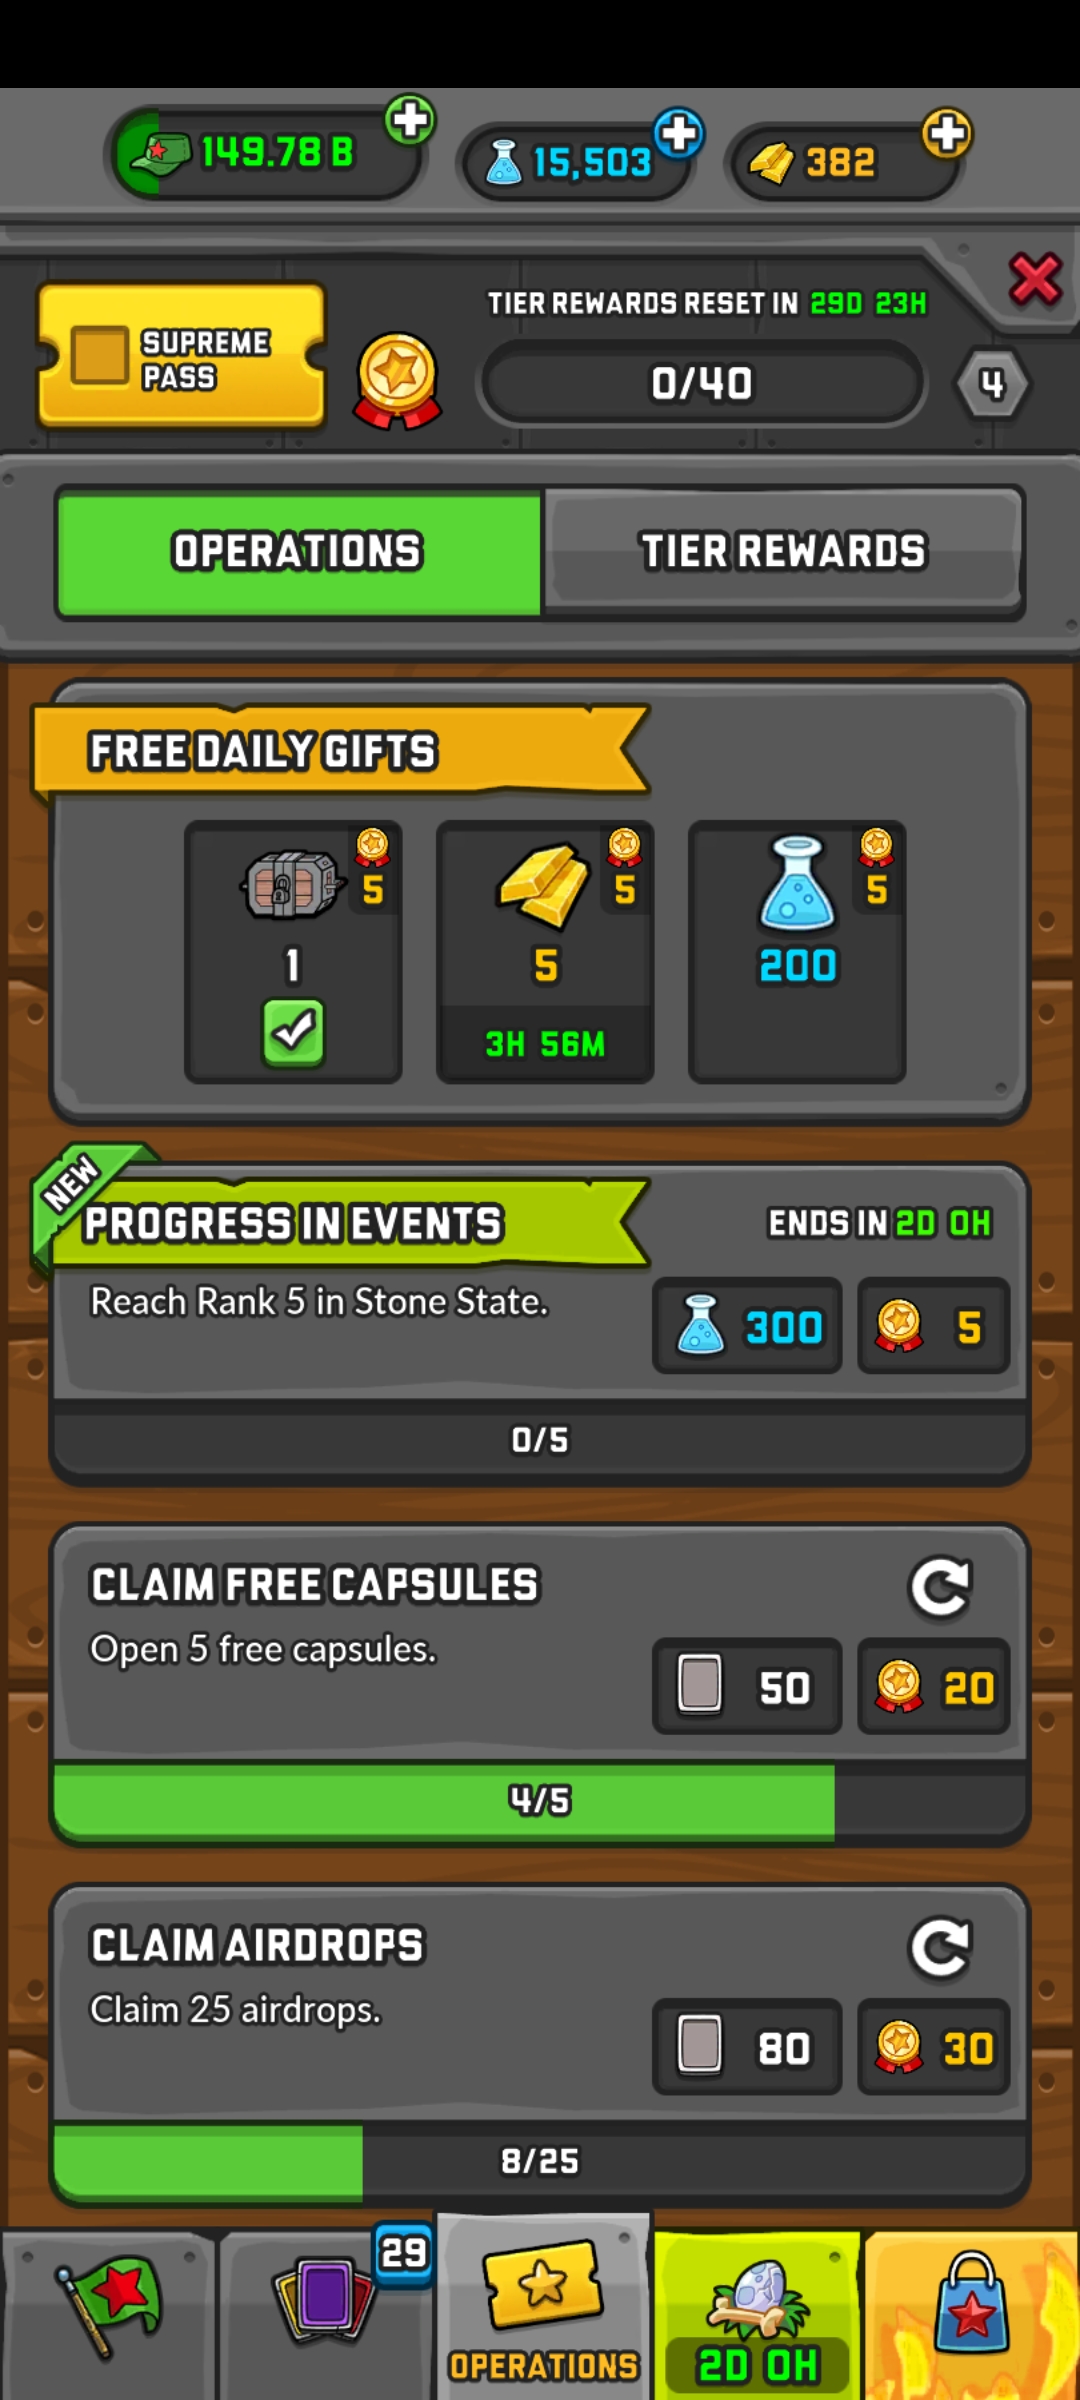 149.78 B
15,503
382
TIER REWARDS RESET IN 29D 23H
SUPREME
PASS
0/40
4
OPERATIONS
TIER REWARDS
FREE DAILY GIFTS
5
5
5
1
5
200
3H 56M
NEW
PROGRESS IN EVENTS
ENDS IN 2D 0H
Reach Rank 5 in Stone State.
300
5
0/5
CLAIM FREE CAPSULES
Open 5 free capsules.
50
20
4/5
CLAIM AIRDROPS
Claim 25 airdrops.
80
30
8/25
29
OPERATIONS
2D 0H